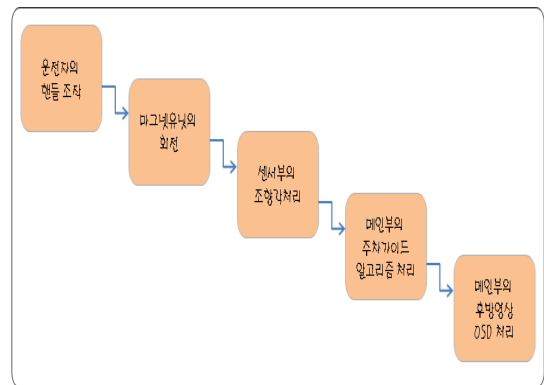 운전자의
핸들 조작
마그넷유닛의
회전
센서부의
조향각처리
메인부의
주차가이드
알고리즘 처리
메인부의
후방영상
OSD 처리